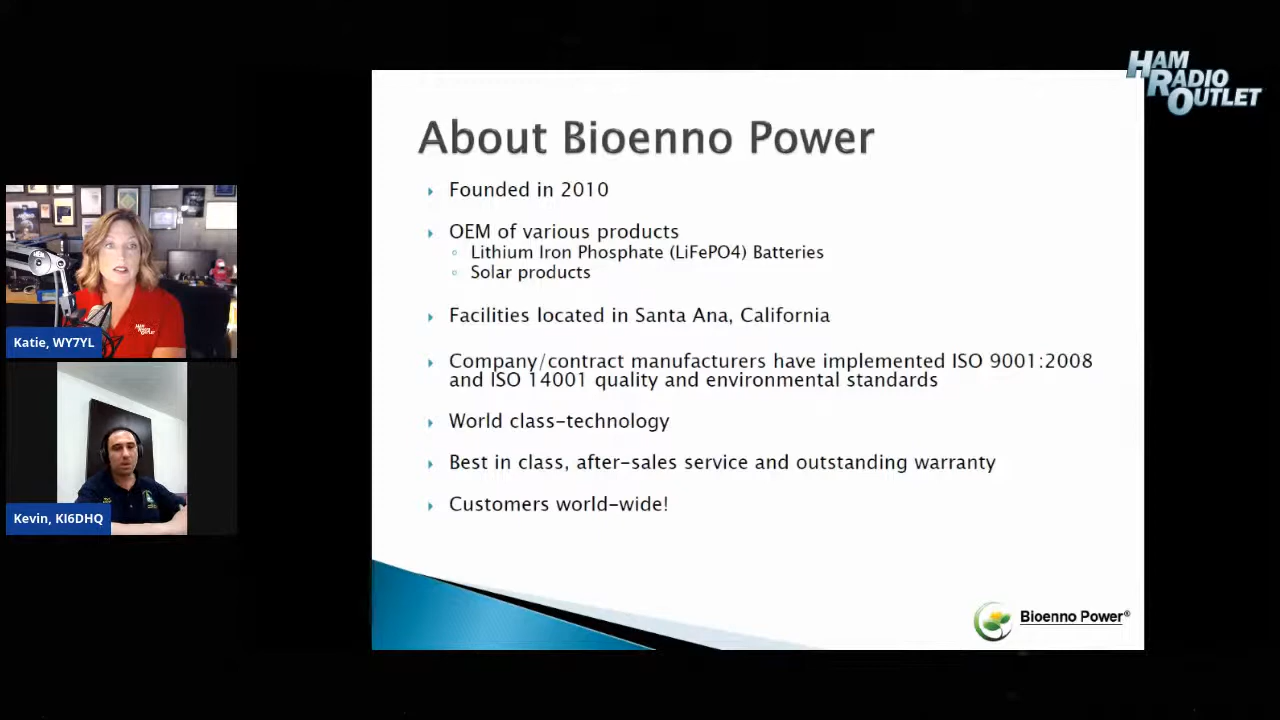 HAM
RADIO
OUTLET
About Bioenno Power
Founded in 2010
OEM of various products
Lithium Iron Phosphate (LiFePO4) Batteries
Solar products
Facilities located in Santa Ana, California
Company/contract manufacturers have implemented ISO 9001:2008
and ISO 14001 quality and environmental standards
World class-technology
Best in class, after-sales service and outstanding warranty
Customers world-wide!
Bioenno Power®
HAM
RADIO
OUTLET
Katie, WY7YL
Kevin, KI6DHQ